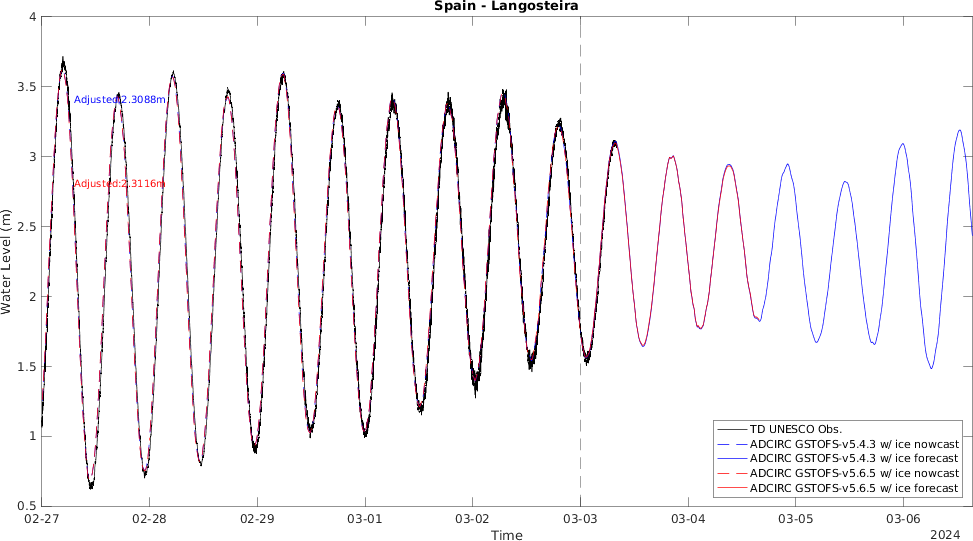 Spain - Langosteira
4
3.5
3
2.5
2
1.5
1
0.5
Water Level (m)
Adjusted:2.3088m
Adjusted:2.3116m
TD UNESCO Obs.
ADCIRC GSTOFS-v5.4.3 w/ ice nowcast
ADCIRC GSTOFS-v5.4.3 w/ ice forecast
ADCIRC GSTOFS-v5.6.5 w/ ice nowcast
ADCIRC GSTOFS-v5.6.5 w/ ice forecast
02-27 02-28 02-29 03-01 03-02 03-03 03-04 03-05 03-06
Time
2024